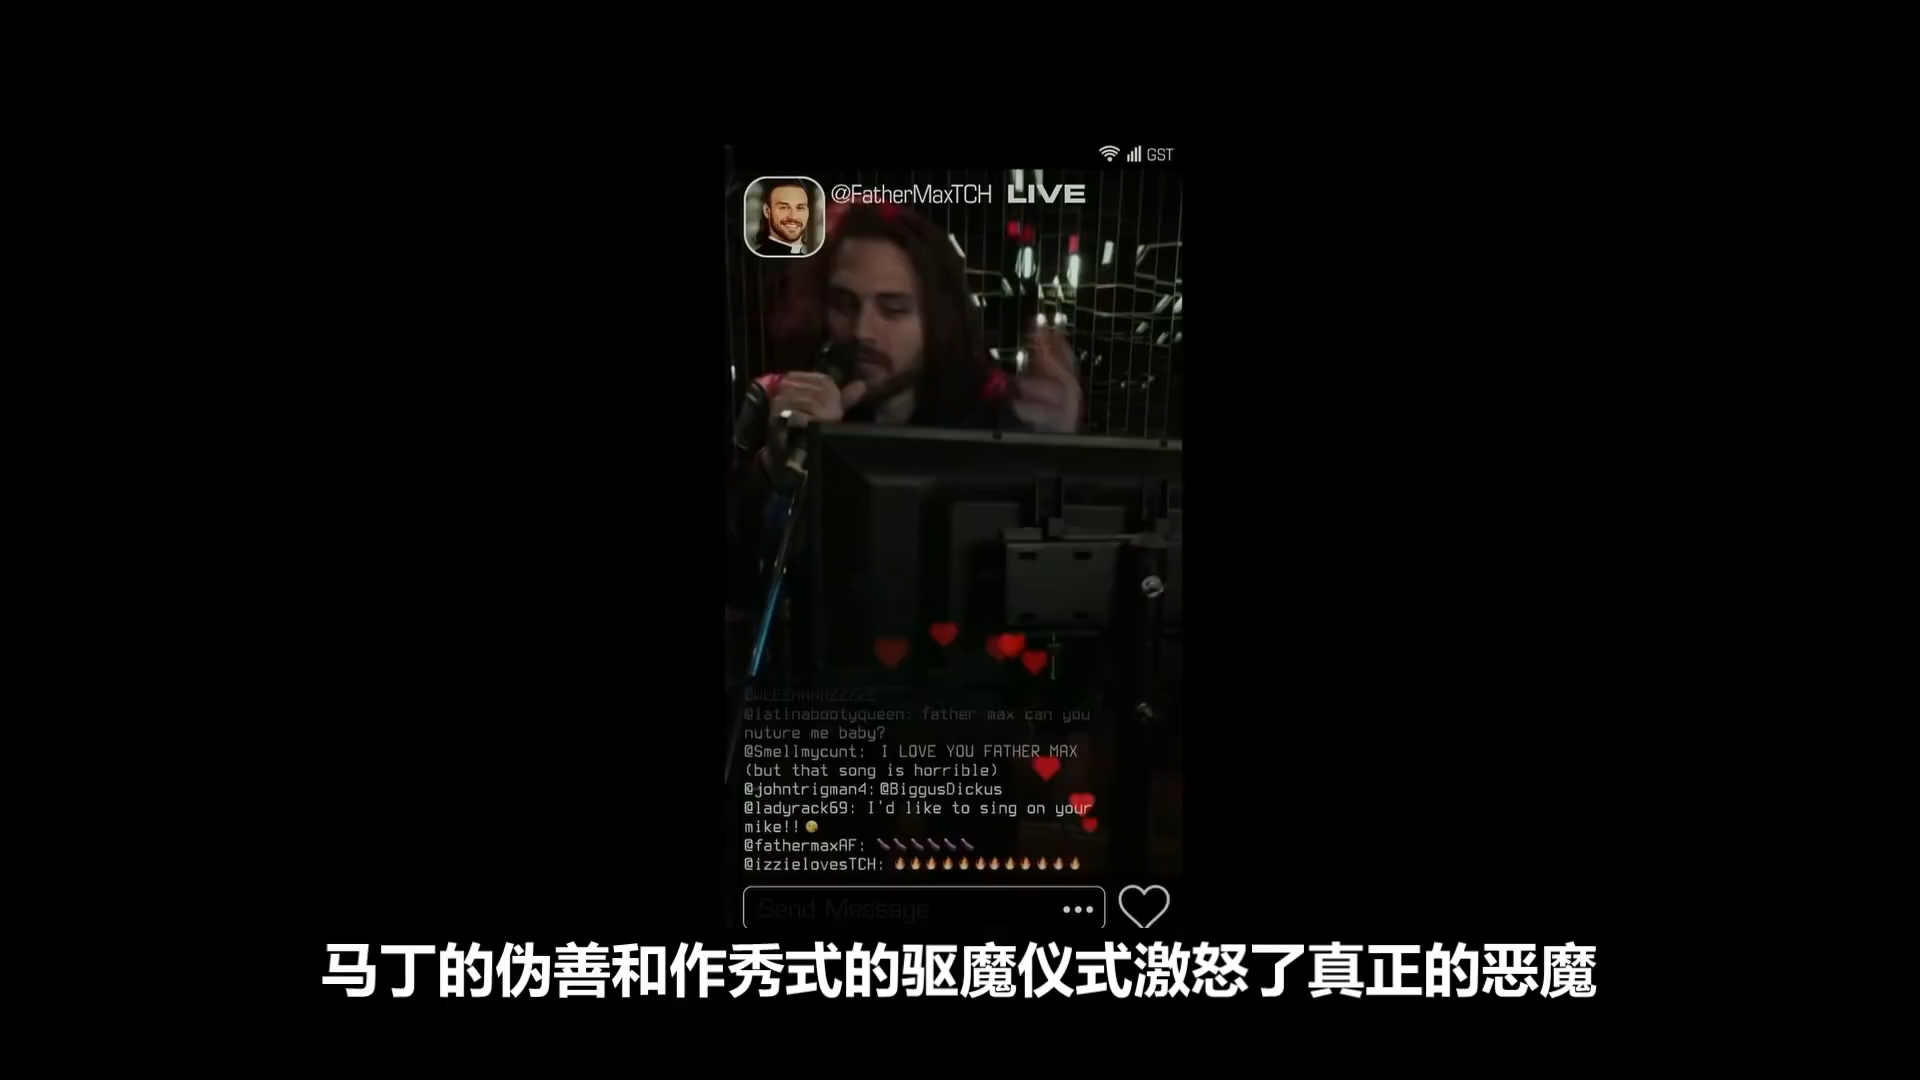 GST
@FatherMaxTCH LIVE
@latinabootyqueen: father max can you
nuture me baby?
@Smellmycunt: I LOVE YOU FATHER MAX
(but that song is horrible)
@johntrigman4: @BiggusDickus
@ladyrack69: I'd like to sing on your
mike!!
@fathermaxAF:
@izzielovesTCH:
Send Message
马丁的伪善和作秀式的驱魔仪式激怒了真正的恶魔